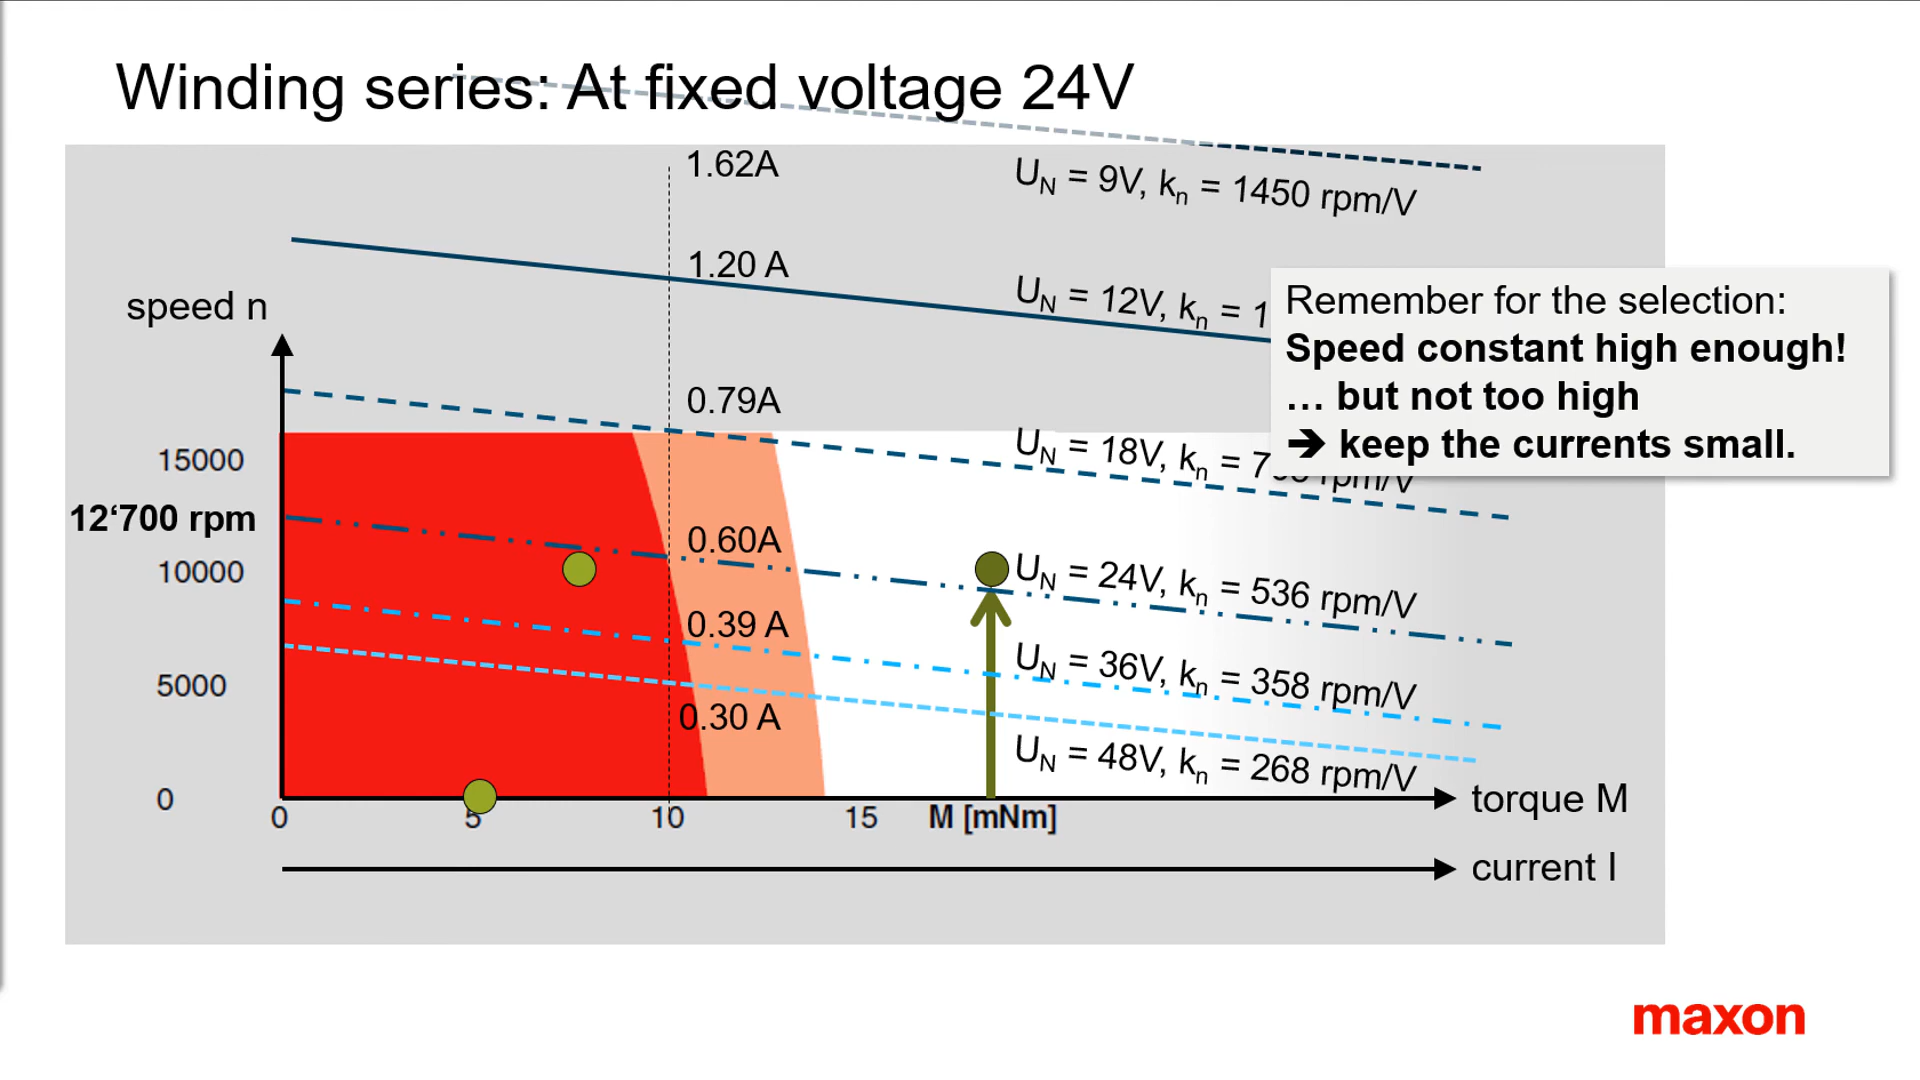 Winding series: At fixed voltage 24V
1.62A
U_N = 9V, k_n = 1450 rpm/V
1.20 A
U_N = 12V, k_n = 1
Remember for the selection:
Speed constant high enough!
… but not too high
➔ keep the currents small.
speed n
0.79A
U_N = 18V, k_n = 7 rpm/V
15000
12‘700 rpm
0.60A
10000
U_N = 24V, k_n = 536 rpm/V
0.39 A
U_N = 36V, k_n = 358 rpm/V
5000
0.30 A
U_N = 48V, k_n = 268 rpm/V
0
torque M
0 5 10 15 M [mNm]
current I
maxon